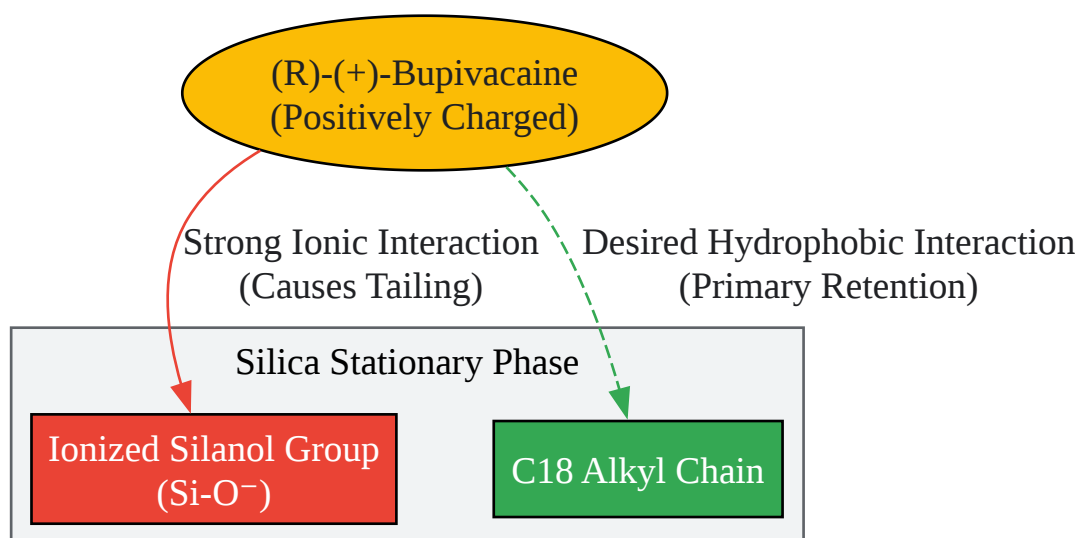 (R)-(+)-Bupivacaine
(Positively Charged)
Strong Ionic Interaction
(Causes Tailing)
Desired Hydrophobic Interaction
(Primary Retention)
Silica Stationary Phase
Ionized Silanol Group
(Si-O⁻)
C18 Alkyl Chain